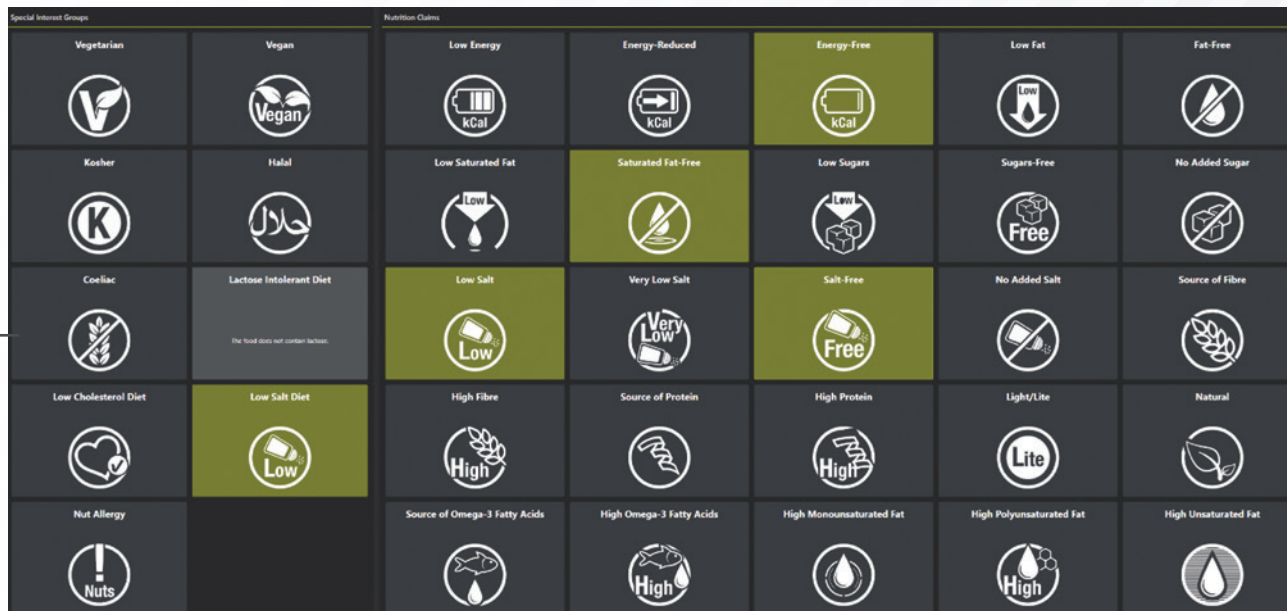 Special Interest Groups
Nutrition Claims
Vegetarian
Vegan
Low Energy
Energy-Reduced
Energy-Free
Low Fat
Fat-Free
V
Vegan
kCal
kCal
kCal
Low
Kosher
Halal
Low Saturated Fat
Saturated Fat-Free
Low Sugars
Sugars-Free
No Added Sugar
K
حلال
Low
Low
Free
Coeliac
Lactose Intolerant Diet
Low Salt
Very Low Salt
Salt-Free
No Added Salt
Source of Fibre
The food does not contain lactose.
Low
Very
Low
Free
Low Cholesterol Diet
Low Salt Diet
High Fibre
Source of Protein
High Protein
Light/Lite
Natural
Low
High
High
Lite
Nut Allergy
Source of Omega-3 Fatty Acids
High Omega-3 Fatty Acids
High Monounsaturated Fat
High Polyunsaturated Fat
High Unsaturated Fat
!
Nuts
High
High